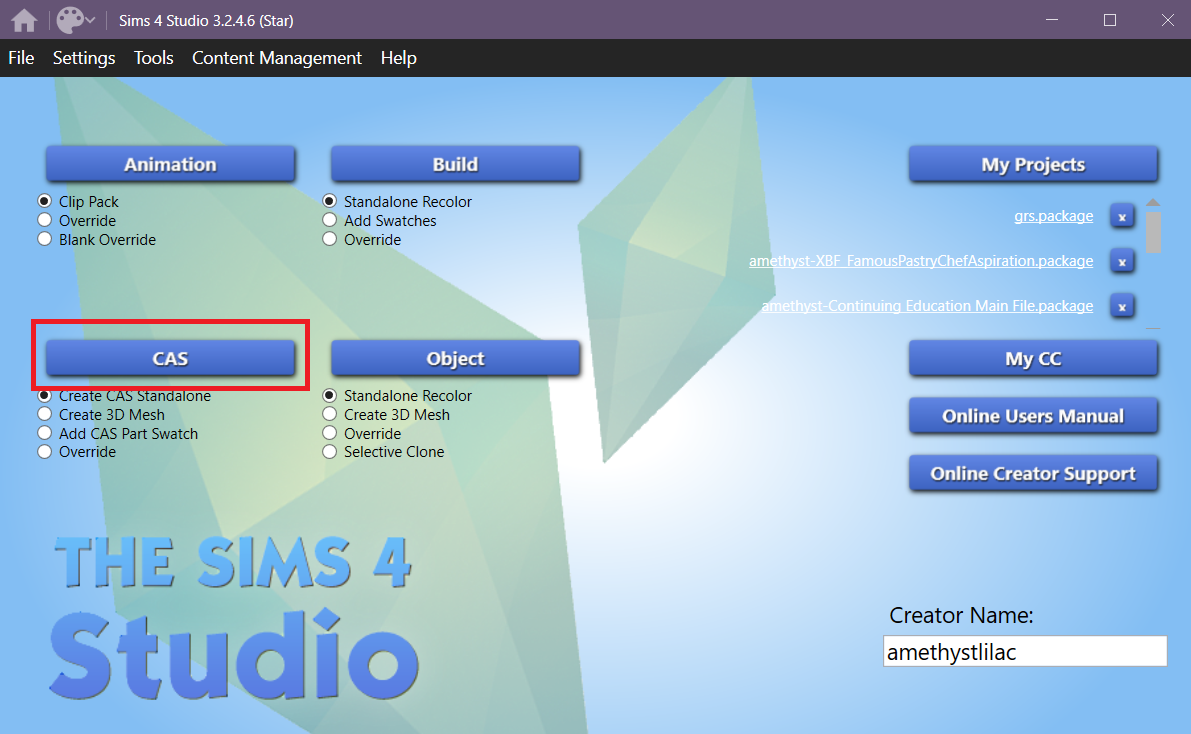 Sims 4 Studio 3.2.4.6 (Star)
File Settings Tools Content Management Help
Animation
Clip Pack
Override
Blank Override
Build
Standalone Recolor
Add Swatches
Override
My Projects
grs.package
x
amethyst-XBF_FamousPastryChefAspiration.package
x
amethyst-Continuing Education Main File.package
x
CAS
Create CAS Standalone
Create 3D Mesh
Add CAS Part Swatch
Override
Object
Standalone Recolor
Create 3D Mesh
Override
Selective Clone
My CC
Online Users Manual
Online Creator Support
THE SIMS 4
Studio
Creator Name:
amethystlilac